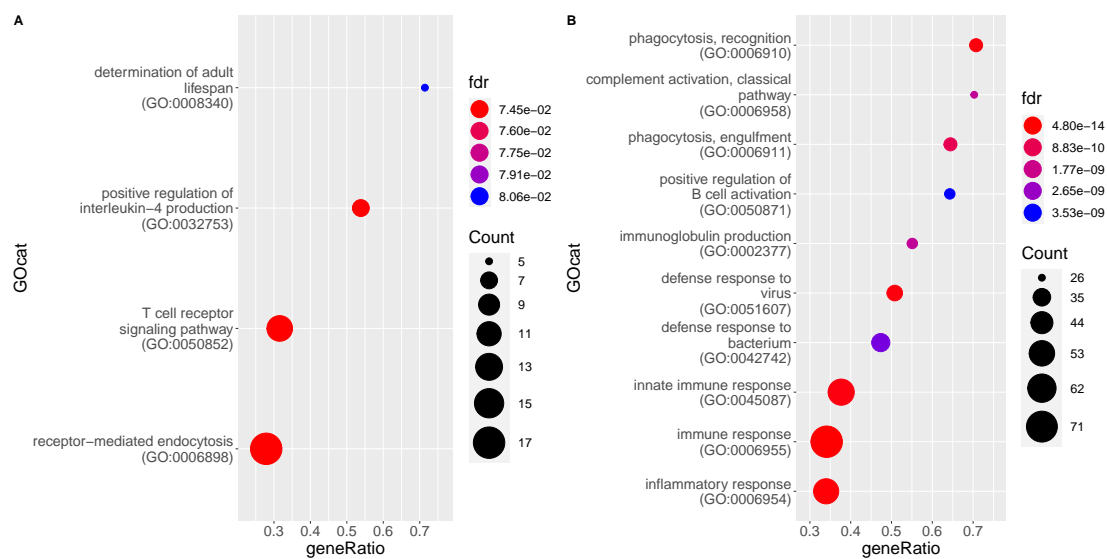 A
GOcat
determination of adult
lifespan
(GO:0008340)
positive regulation of
interleukin−4 production
(GO:0032753)
T cell receptor
signaling pathway
(GO:0050852)
receptor−mediated endocytosis
(GO:0006898)
0.3 0.4 0.5 0.6 0.7
geneRatio
fdr
7.45e−02
7.60e−02
7.75e−02
7.91e−02
8.06e−02
Count
5
7
9
11
13
15
17
B
GOcat
phagocytosis, recognition
(GO:0006910)
complement activation, classical
pathway
(GO:0006958)
phagocytosis, engulfment
(GO:0006911)
positive regulation of
B cell activation
(GO:0050871)
immunoglobulin production
(GO:0002377)
defense response to
virus
(GO:0051607)
defense response to
bacterium
(GO:0042742)
innate immune response
(GO:0045087)
immune response
(GO:0006955)
inflammatory response
(GO:0006954)
0.3 0.4 0.5 0.6 0.7
geneRatio
fdr
4.80e−14
8.83e−10
1.77e−09
2.65e−09
3.53e−09
Count
26
35
44
53
62
71